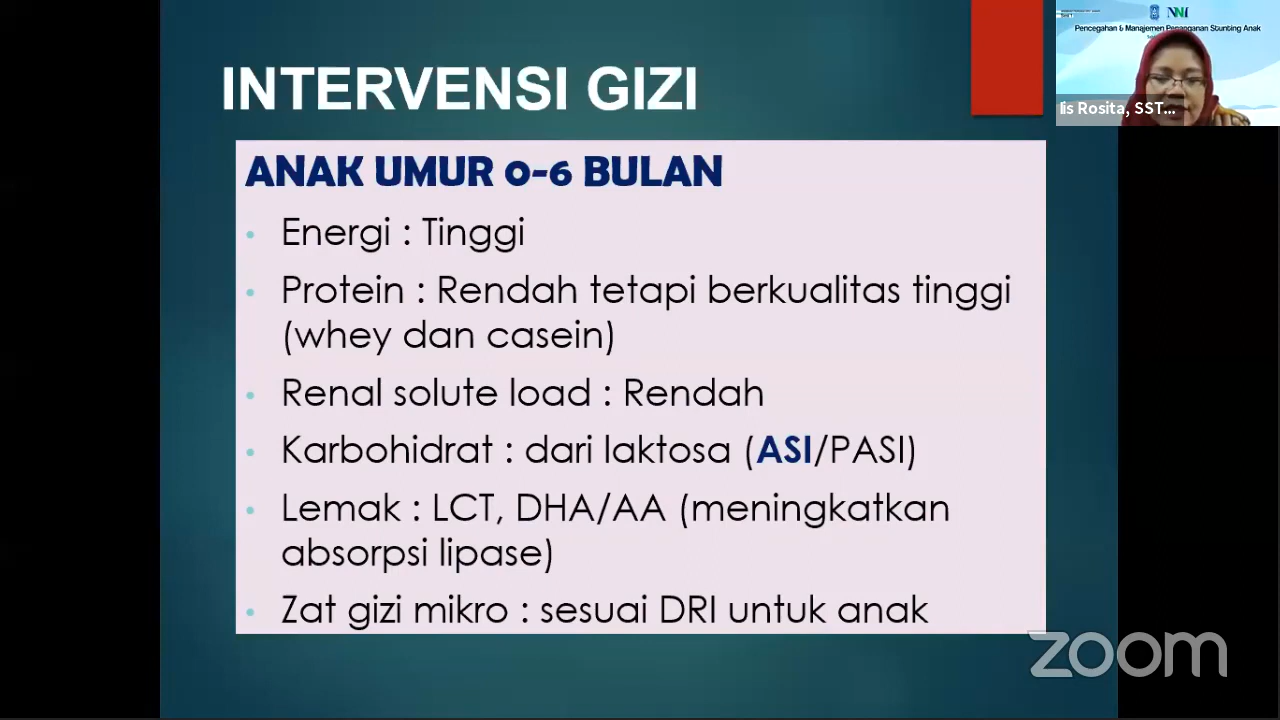 INTERVENSI GIZI
ANAK UMUR 0-6 BULAN
• Energi : Tinggi
• Protein : Rendah tetapi berkualitas tinggi
(whey dan casein)
• Renal solute load : Rendah
• Karbohidrat : dari laktosa (ASI/PASI)
• Lemak : LCT, DHA/AA (meningkatkan
absorpsi lipase)
• Zat gizi mikro : sesuai DRI untuk anak
Pencegahan & Manajemen Penanganan Stunting Anak
Iis Rosita, SST...
zoom